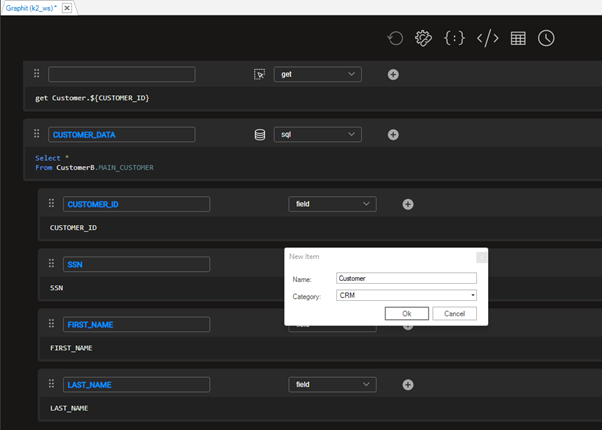 Graphit (k2_ws) *
get
get Customer.${CUSTOMER_ID}
CUSTOMER_DATA
sql
Select *
From CustomerB.MAIN_CUSTOMER
CUSTOMER_ID
field
CUSTOMER_ID
SSN
SSN
New Item
Name:
Customer
Category:
CRM
Ok
Cancel
FIRST_NAME
FIRST_NAME
LAST_NAME
field
LAST_NAME